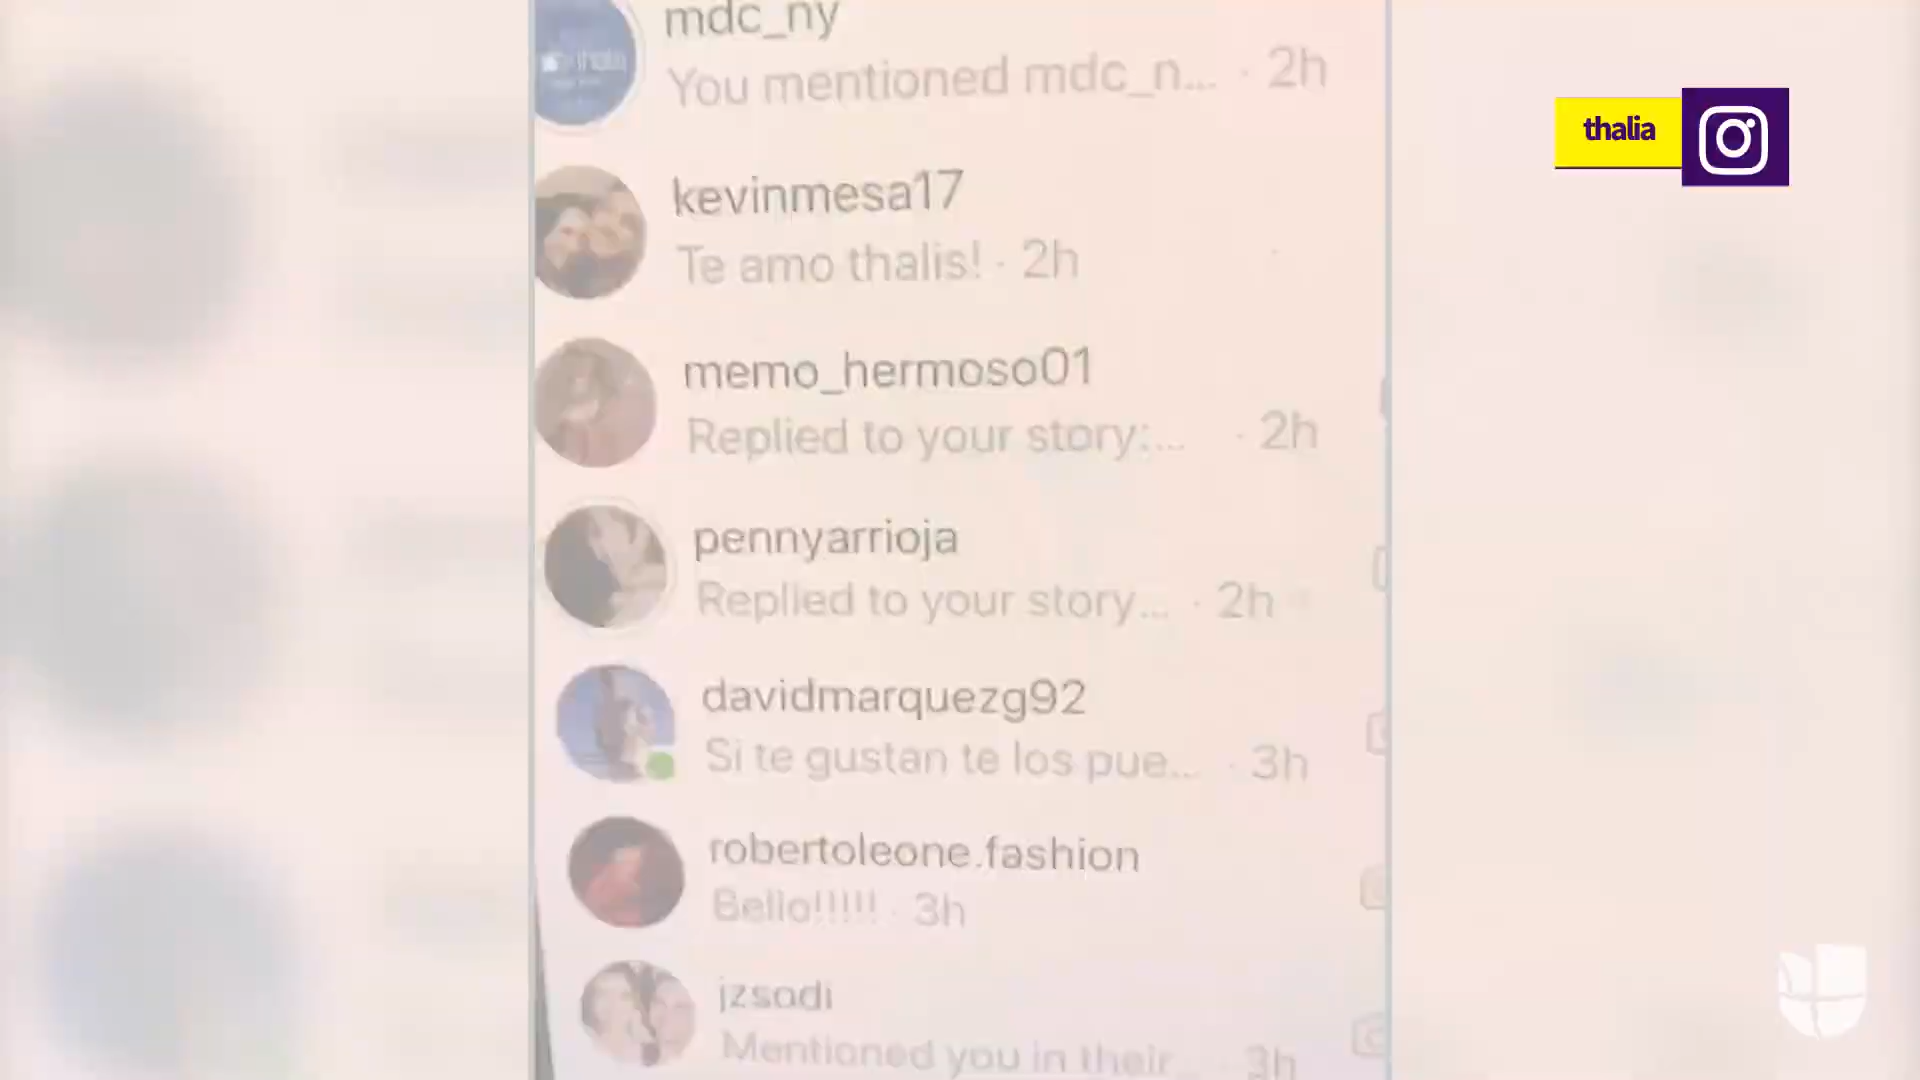 mdc_ny
You mentioned mdc_n... · 2h
thalia
kevinmesa17
Te amo thalis! · 2h
memo_hermoso01
Replied to your story:... · 2h
pennyarrioja
Replied to your story... · 2h
davidmarquezg92
Si te gustan te los pue... · 3h
robertoleone.fashion
Bello!!!!! · 3h
jzsadi
Mentioned you in their... · 3h